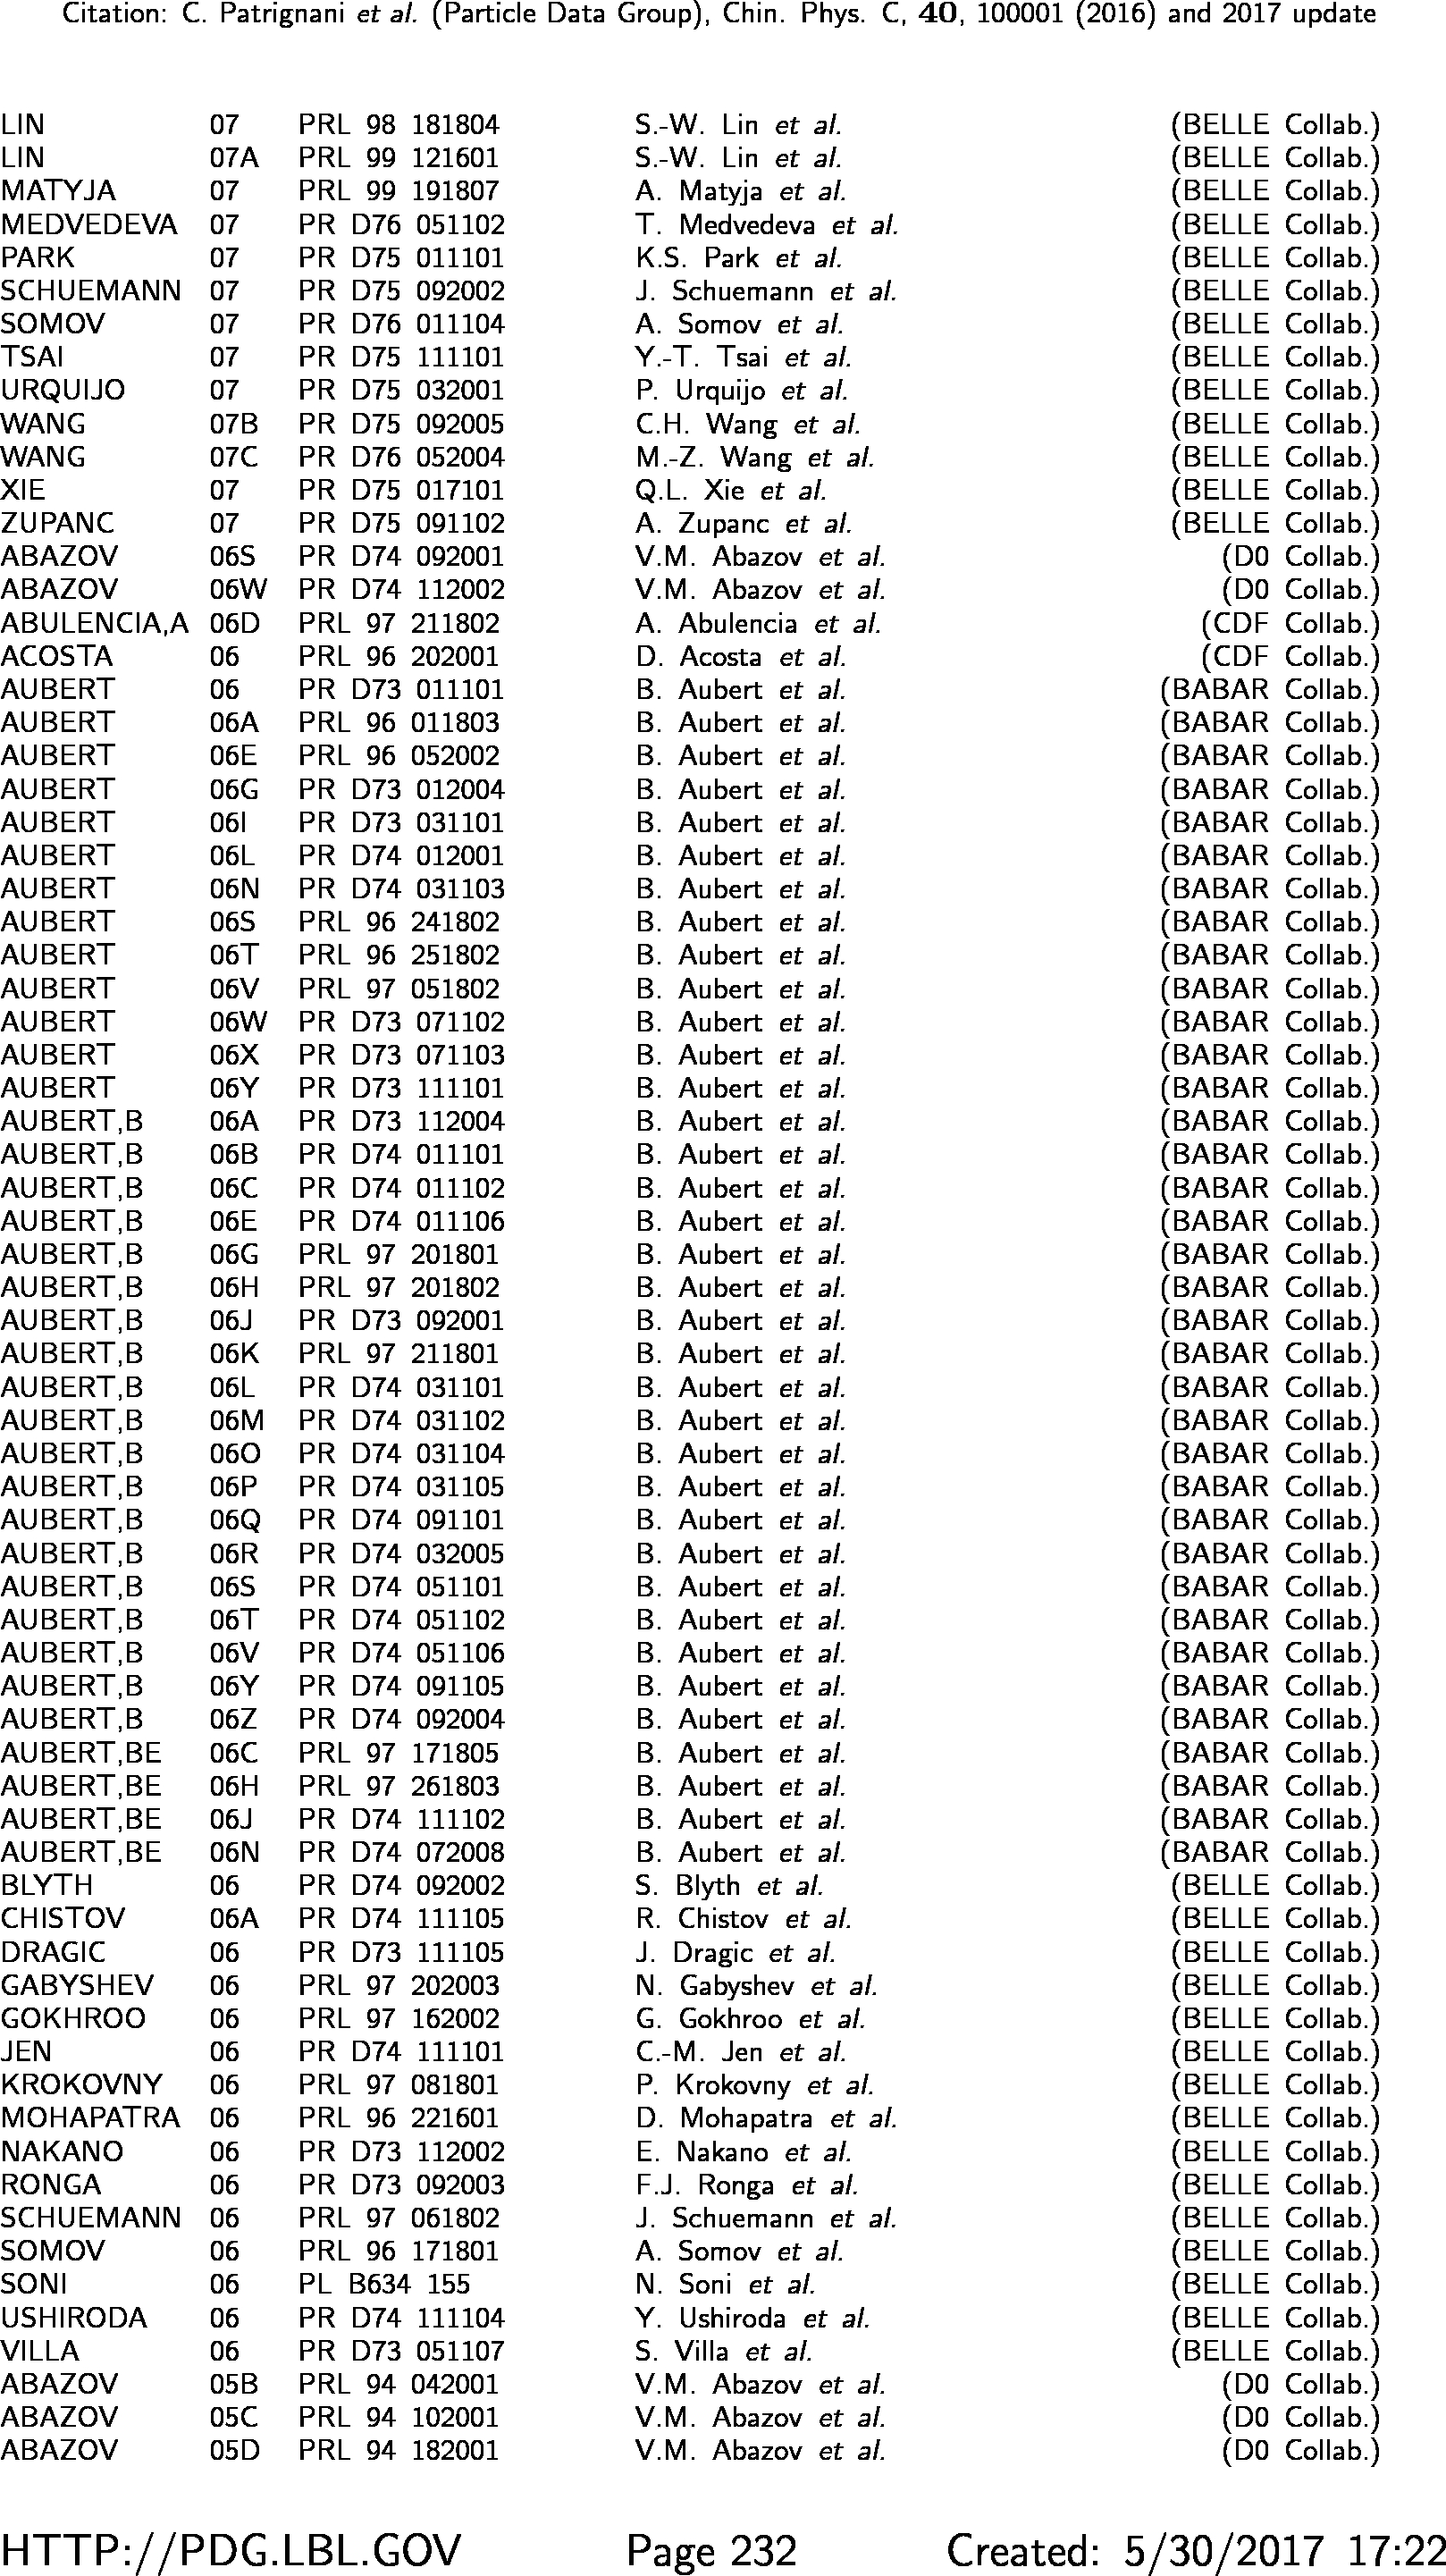 Citation: C. Patrignani et al. (Particle Data Group), Chin. Phys. C, 40, 100001 (2016) and 2017 update
LIN 07 PRL 98 181804 S.-W. Lin et al. (BELLE Collab.)
LIN 07A PRL 99 121601 S.-W. Lin et al. (BELLE Collab.)
MATYJA 07 PRL 99 191807 A. Matyja et al. (BELLE Collab.)
MEDVEDEVA 07 PR D76 051102 T. Medvedeva et al. (BELLE Collab.)
PARK 07 PR D75 011101 K.S. Park et al. (BELLE Collab.)
SCHUEMANN 07 PR D75 092002 J. Schuemann et al. (BELLE Collab.)
SOMOV 07 PR D76 011104 A. Somov et al. (BELLE Collab.)
TSAI 07 PR D75 111101 Y.-T. Tsai et al. (BELLE Collab.)
URQUIJO 07 PR D75 032001 P. Urquijo et al. (BELLE Collab.)
WANG 07B PR D75 092005 C.H. Wang et al. (BELLE Collab.)
WANG 07C PR D76 052004 M.-Z. Wang et al. (BELLE Collab.)
XIE 07 PR D75 017101 Q.L. Xie et al. (BELLE Collab.)
ZUPANC 07 PR D75 091102 A. Zupanc et al. (BELLE Collab.)
ABAZOV 06S PR D74 092001 V.M. Abazov et al. (D0 Collab.)
ABAZOV 06W PR D74 112002 V.M. Abazov et al. (D0 Collab.)
ABULENCIA,A 06D PRL 97 211802 A. Abulencia et al. (CDF Collab.)
ACOSTA 06 PRL 96 202001 D. Acosta et al. (CDF Collab.)
AUBERT 06 PR D73 011101 B. Aubert et al. (BABAR Collab.)
AUBERT 06A PRL 96 011803 B. Aubert et al. (BABAR Collab.)
AUBERT 06E PRL 96 052002 B. Aubert et al. (BABAR Collab.)
AUBERT 06G PR D73 012004 B. Aubert et al. (BABAR Collab.)
AUBERT 06I PR D73 031101 B. Aubert et al. (BABAR Collab.)
AUBERT 06L PR D74 012001 B. Aubert et al. (BABAR Collab.)
AUBERT 06N PR D74 031103 B. Aubert et al. (BABAR Collab.)
AUBERT 06S PRL 96 241802 B. Aubert et al. (BABAR Collab.)
AUBERT 06T PRL 96 251802 B. Aubert et al. (BABAR Collab.)
AUBERT 06V PRL 97 051802 B. Aubert et al. (BABAR Collab.)
AUBERT 06W PR D73 071102 B. Aubert et al. (BABAR Collab.)
AUBERT 06X PR D73 071103 B. Aubert et al. (BABAR Collab.)
AUBERT 06Y PR D73 111101 B. Aubert et al. (BABAR Collab.)
AUBERT,B 06A PR D73 112004 B. Aubert et al. (BABAR Collab.)
AUBERT,B 06B PR D74 011101 B. Aubert et al. (BABAR Collab.)
AUBERT,B 06C PR D74 011102 B. Aubert et al. (BABAR Collab.)
AUBERT,B 06E PR D74 011106 B. Aubert et al. (BABAR Collab.)
AUBERT,B 06G PRL 97 201801 B. Aubert et al. (BABAR Collab.)
AUBERT,B 06H PRL 97 201802 B. Aubert et al. (BABAR Collab.)
AUBERT,B 06J PR D73 092001 B. Aubert et al. (BABAR Collab.)
AUBERT,B 06K PRL 97 211801 B. Aubert et al. (BABAR Collab.)
AUBERT,B 06L PR D74 031101 B. Aubert et al. (BABAR Collab.)
AUBERT,B 06M PR D74 031102 B. Aubert et al. (BABAR Collab.)
AUBERT,B 06O PR D74 031104 B. Aubert et al. (BABAR Collab.)
AUBERT,B 06P PR D74 031105 B. Aubert et al. (BABAR Collab.)
AUBERT,B 06Q PR D74 091101 B. Aubert et al. (BABAR Collab.)
AUBERT,B 06R PR D74 032005 B. Aubert et al. (BABAR Collab.)
AUBERT,B 06S PR D74 051101 B. Aubert et al. (BABAR Collab.)
AUBERT,B 06T PR D74 051102 B. Aubert et al. (BABAR Collab.)
AUBERT,B 06V PR D74 051106 B. Aubert et al. (BABAR Collab.)
AUBERT,B 06Y PR D74 091105 B. Aubert et al. (BABAR Collab.)
AUBERT,B 06Z PR D74 092004 B. Aubert et al. (BABAR Collab.)
AUBERT,BE 06C PRL 97 171805 B. Aubert et al. (BABAR Collab.)
AUBERT,BE 06H PRL 97 261803 B. Aubert et al. (BABAR Collab.)
AUBERT,BE 06J PR D74 111102 B. Aubert et al. (BABAR Collab.)
AUBERT,BE 06N PR D74 072008 B. Aubert et al. (BABAR Collab.)
BLYTH 06 PR D74 092002 S. Blyth et al. (BELLE Collab.)
CHISTOV 06A PR D74 111105 R. Chistov et al. (BELLE Collab.)
DRAGIC 06 PR D73 111105 J. Dragic et al. (BELLE Collab.)
GABYSHEV 06 PRL 97 202003 N. Gabyshev et al. (BELLE Collab.)
GOKHROO 06 PRL 97 162002 G. Gokhroo et al. (BELLE Collab.)
JEN 06 PR D74 111101 C.-M. Jen et al. (BELLE Collab.)
KROKOVNY 06 PRL 97 081801 P. Krokovny et al. (BELLE Collab.)
MOHAPATRA 06 PRL 96 221601 D. Mohapatra et al. (BELLE Collab.)
NAKANO 06 PR D73 112002 E. Nakano et al. (BELLE Collab.)
RONGA 06 PR D73 092003 F.J. Ronga et al. (BELLE Collab.)
SCHUEMANN 06 PRL 97 061802 J. Schuemann et al. (BELLE Collab.)
SOMOV 06 PRL 96 171801 A. Somov et al. (BELLE Collab.)
SONI 06 PL B634 155 N. Soni et al. (BELLE Collab.)
USHIRODA 06 PR D74 111104 Y. Ushiroda et al. (BELLE Collab.)
VILLA 06 PR D73 051107 S. Villa et al. (BELLE Collab.)
ABAZOV 05B PRL 94 042001 V.M. Abazov et al. (D0 Collab.)
ABAZOV 05C PRL 94 102001 V.M. Abazov et al. (D0 Collab.)
ABAZOV 05D PRL 94 182001 V.M. Abazov et al. (D0 Collab.)
HTTP://PDG.LBL.GOV Page 232 Created: 5/30/2017 17:22